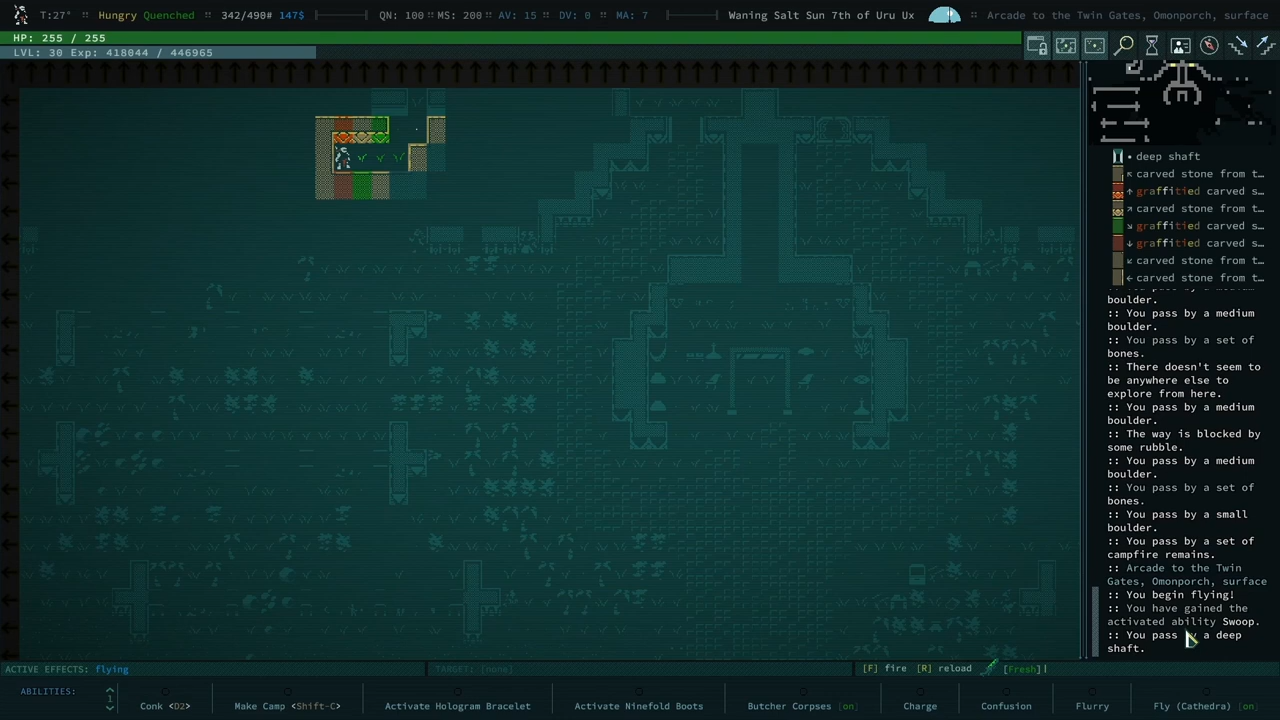 T:27° :: Hungry Quenched :: 342/490# 147$ QN: 100 :: MS: 200 :: AV: 15 :: DV: 0 :: MA: 7 Waning Salt Sun 7th of Uru Ux :: Arcade to the Twin Gates, Omonporch, surface
HP: 255 / 255
LVL: 30 Exp: 418044 / 446965
deep shaft
carved stone from t…
graffitied carved s…
carved stone from t…
graffitied carved s…
graffitied carved s…
carved stone from t…
carved stone from t…
boulder.
:: You pass by a medium
boulder.
:: You pass by a set of
bones.
:: There doesn't seem to
be anywhere else to
explore from here.
:: You pass by a medium
boulder.
:: The way is blocked by
some rubble.
:: You pass by a medium
boulder.
:: You pass by a set of
bones.
:: You pass by a small
boulder.
:: You pass by a set of
campfire remains.
:: Arcade to the Twin
Gates, Omonporch, surface
:: You begin flying!
:: You have gained the
activated ability Swoop.
:: You pass by a deep
shaft.
ACTIVE EFFECTS: flying TARGET: [none] [F] fire [R] reload [Fresh]
ABILITIES: 1 Conk <D2> Make Camp <Shift-C> Activate Hologram Bracelet Activate Ninefold Boots Butcher Corpses [on] Charge Confusion Flurry Fly (Cathedra) [on]